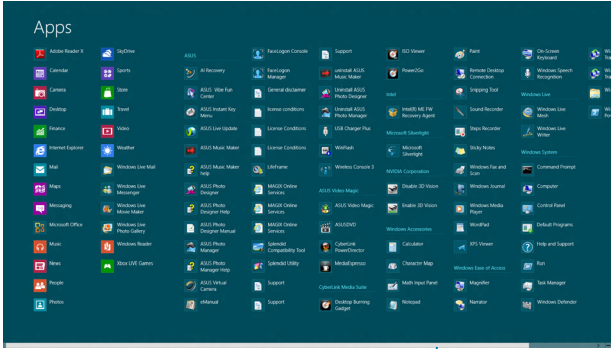 Apps
Adobe Reader X
Calendar
Camera
Desktop
Finance
Internet Explorer
Mail
Maps
Messaging
Microsoft Office
Music
News
People
Photos
SkyDrive
Sports
Store
Travel
Video
Weather
Windows Live Mail
Windows Live
Messenger
Windows Live
Movie Maker
Windows Live
Photo Gallery
Windows Reader
Xbox LIVE Games
ASUS
AI Recovery
ASUS Vibe Fun
Center
ASUS Instant Key
Menu
ASUS Live Update
ASUS Music Maker
ASUS Music Maker
help
ASUS Photo
Designer
ASUS Photo
Designer Help
ASUS Photo
Designer Manual
ASUS Photo
Manager
ASUS Photo
Manager Help
ASUS Virtual
Camera
eManual
FaceLogon Console
FaceLogon
Manager
General disclaimer
license conditions
License Conditions
License Conditions
LifeFrame
MAGIX Online
Services
MAGIX Online
Services
MAGIX Online
Services
Splendid
Compatibility Tool
Splendid Utility
Support
Support
Support
uninstall ASUS
Music Maker
Uninstall ASUS
Photo Designer
Uninstall ASUS
Photo Manager
USB Charger Plus
WinFlash
Wireless Console 3
ASUS Video Magic
ASUS Video Magic
ASUSDVD
CyberLink
PowerDirector
MediaEspresso
CyberLink Media Suite
Desktop Burning
Gadget
ISO Viewer
Power2Go
Intel
Intel(R) ME FW
Recovery Agent
Microsoft Silverlight
Microsoft
Silverlight
NVIDIA Corporation
Disable 3D Vision
Enable 3D Vision
Windows Accessories
Calculator
Character Map
Math Input Panel
Notepad
Paint
Remote Desktop
Connection
Snipping Tool
Sound Recorder
Steps Recorder
Sticky Notes
Windows Fax and
Scan
Windows Journal
Windows Media
Player
WordPad
XPS Viewer
Windows Ease of Access
Magnifier
Narrator
On-Screen
Keyboard
Windows Speech
Recognition
Windows Live
Windows Live
Mesh
Windows Live
Writer
Windows System
Command Prompt
Computer
Control Panel
Default Programs
Help and Support
Run
Task Manager
Windows Defender